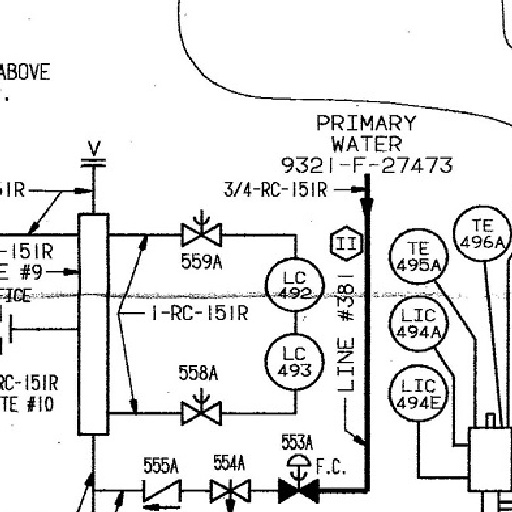 ABOVE
PRIMARY
WATER
9321-F-27473
V
51R
3/4-RC-151R
TE
496A
-151R
E #9
559A
II
TE
495A
LC
492
1-RC-151R
LINE #381
LIC
494A
RC-151R
TE #10
558A
LC
493
LIC
494E
553A
F.C.
555A
554A